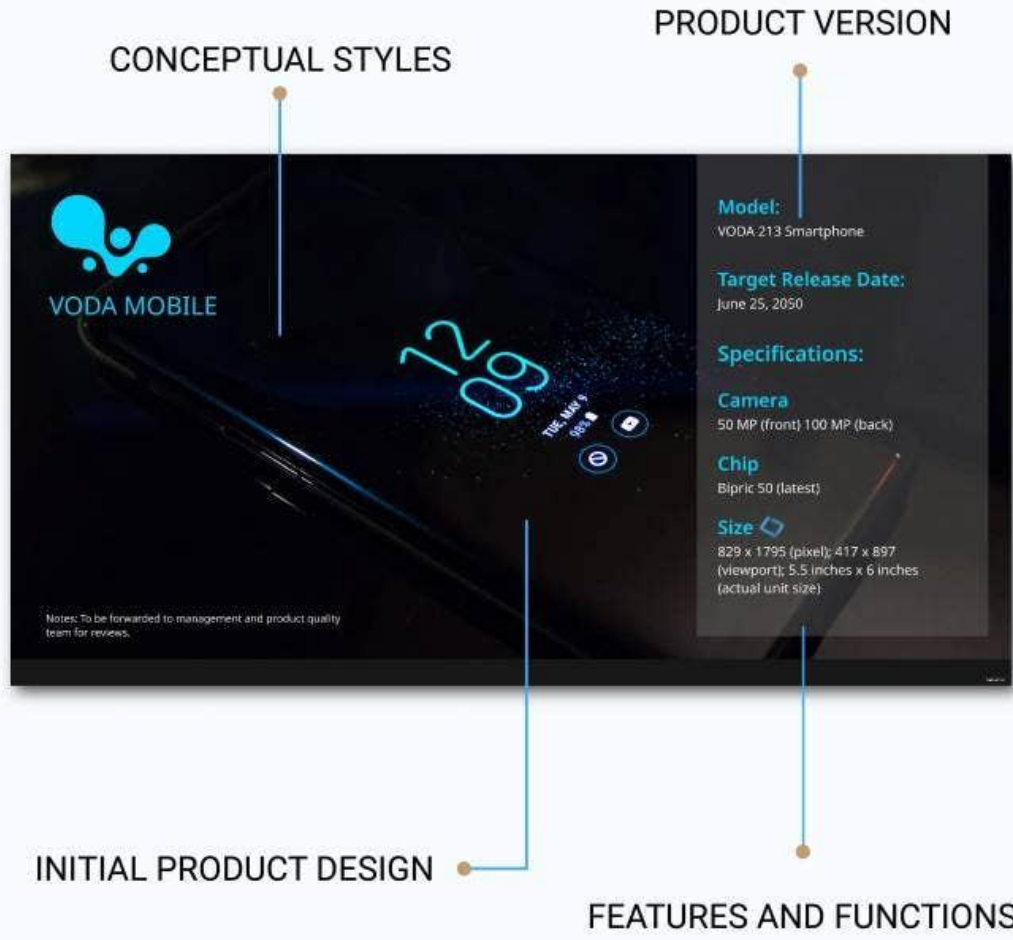 PRODUCT VERSION
CONCEPTUAL STYLES
VODA MOBILE
12
09
TUE, MAY 9
98%
Model:
VODA 213 Smartphone
Target Release Date:
June 25, 2050
Specifications:
Camera
50 MP (front) 100 MP (back)
Chip
Bipric 50 (latest)
Size
829 x 1795 (pixel); 417 x 897
(viewport); 5.5 inches x 6 inches
(actual unit size)
Notes: To be forwarded to management and product quality
team for reviews.
INITIAL PRODUCT DESIGN
FEATURES AND FUNCTIONS